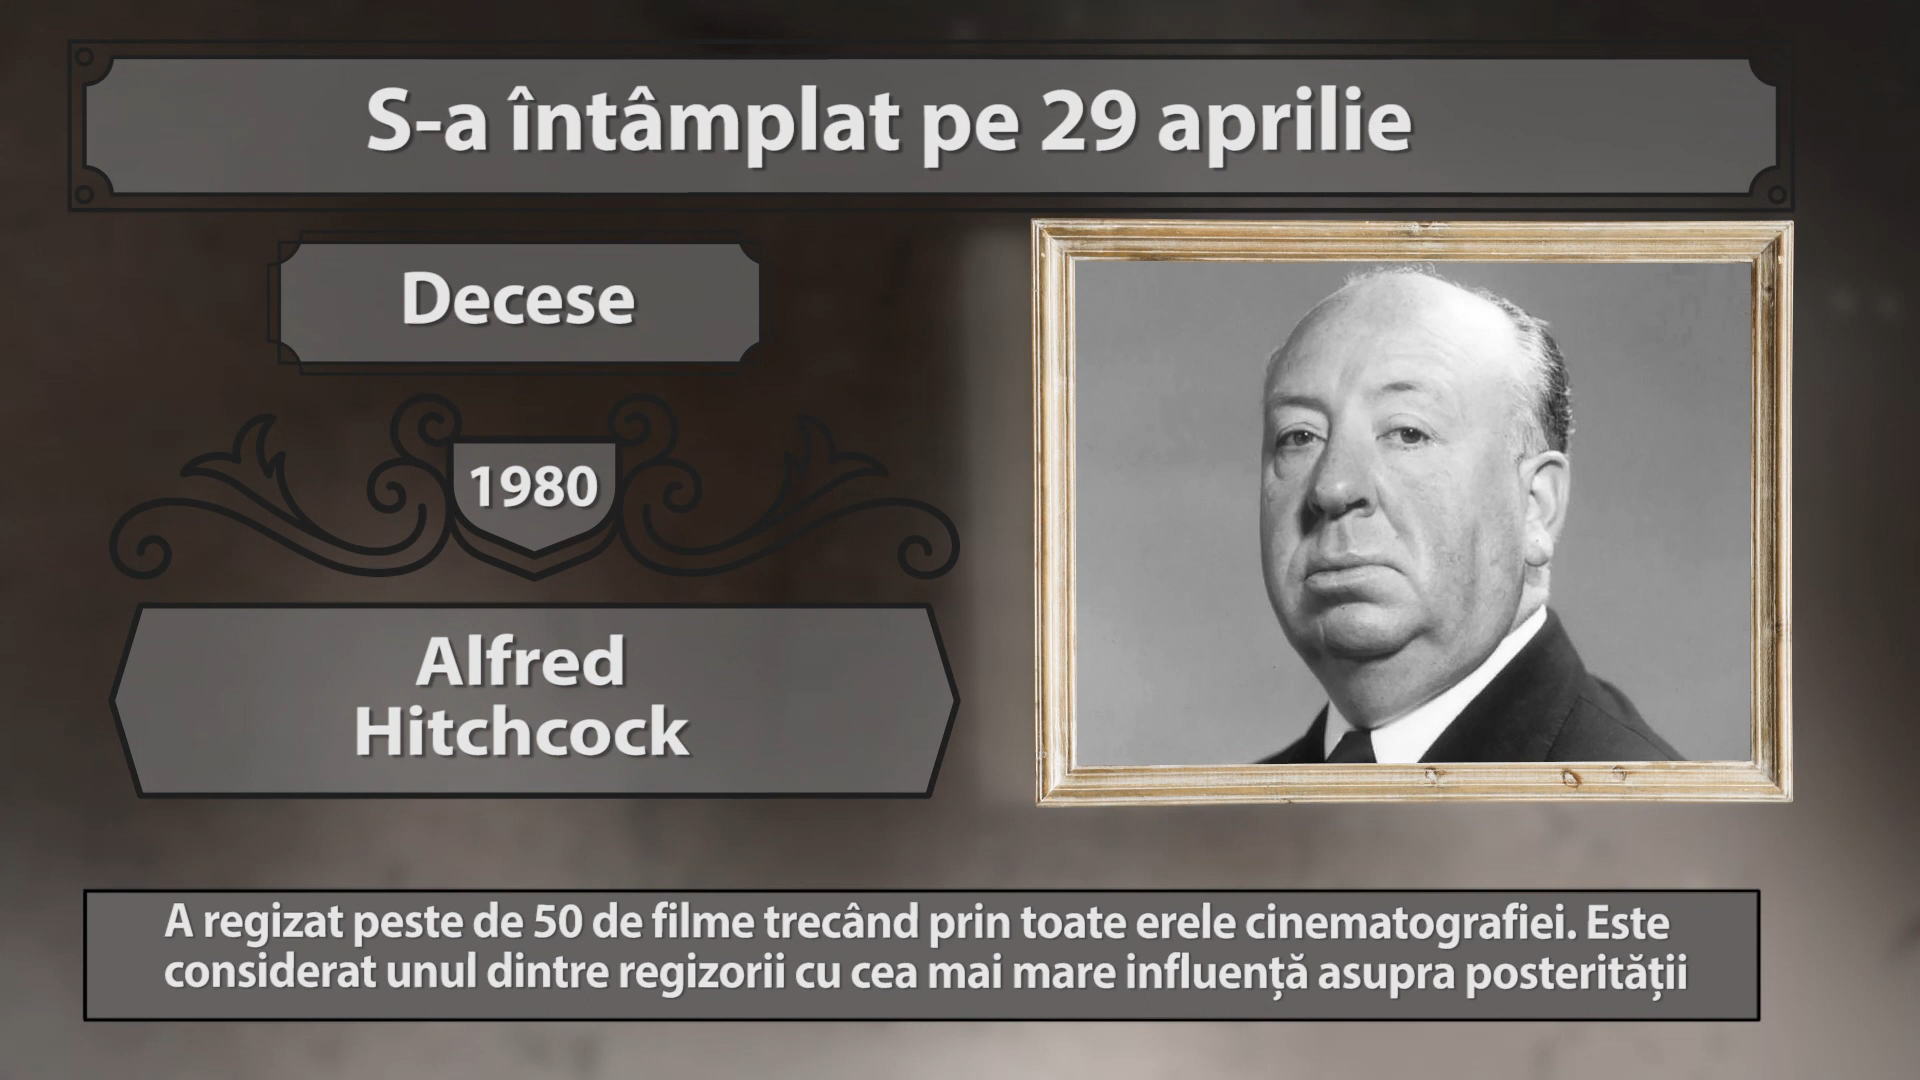 S-a întâmplat pe 29 aprilie
Decese
1980
Alfred
Hitchcock
A regizat peste de 50 de filme trecând prin toate erele cinematografiei. Este
considerat unul dintre regizorii cu cea mai mare influență asupra posterității